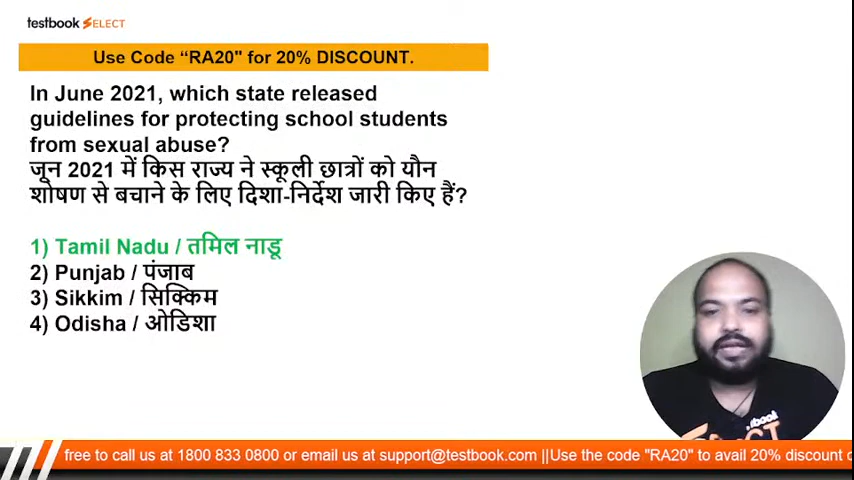 testbook SELECT
Use Code “RA20" for 20% DISCOUNT.
In June 2021, which state released
guidelines for protecting school students
from sexual abuse?
जून 2021 में किस राज्य ने स्कूली छात्रों को यौन
शोषण से बचाने के लिए दिशा-निर्देश जारी किए हैं?
1) Tamil Nadu / तमिल नाडू
2) Punjab / पंजाब
3) Sikkim / सिक्किम
4) Odisha / ओडिशा
free to call us at 1800 833 0800 or email us at support@testbook.com ||Use the code "RA20" to avail 20% discount